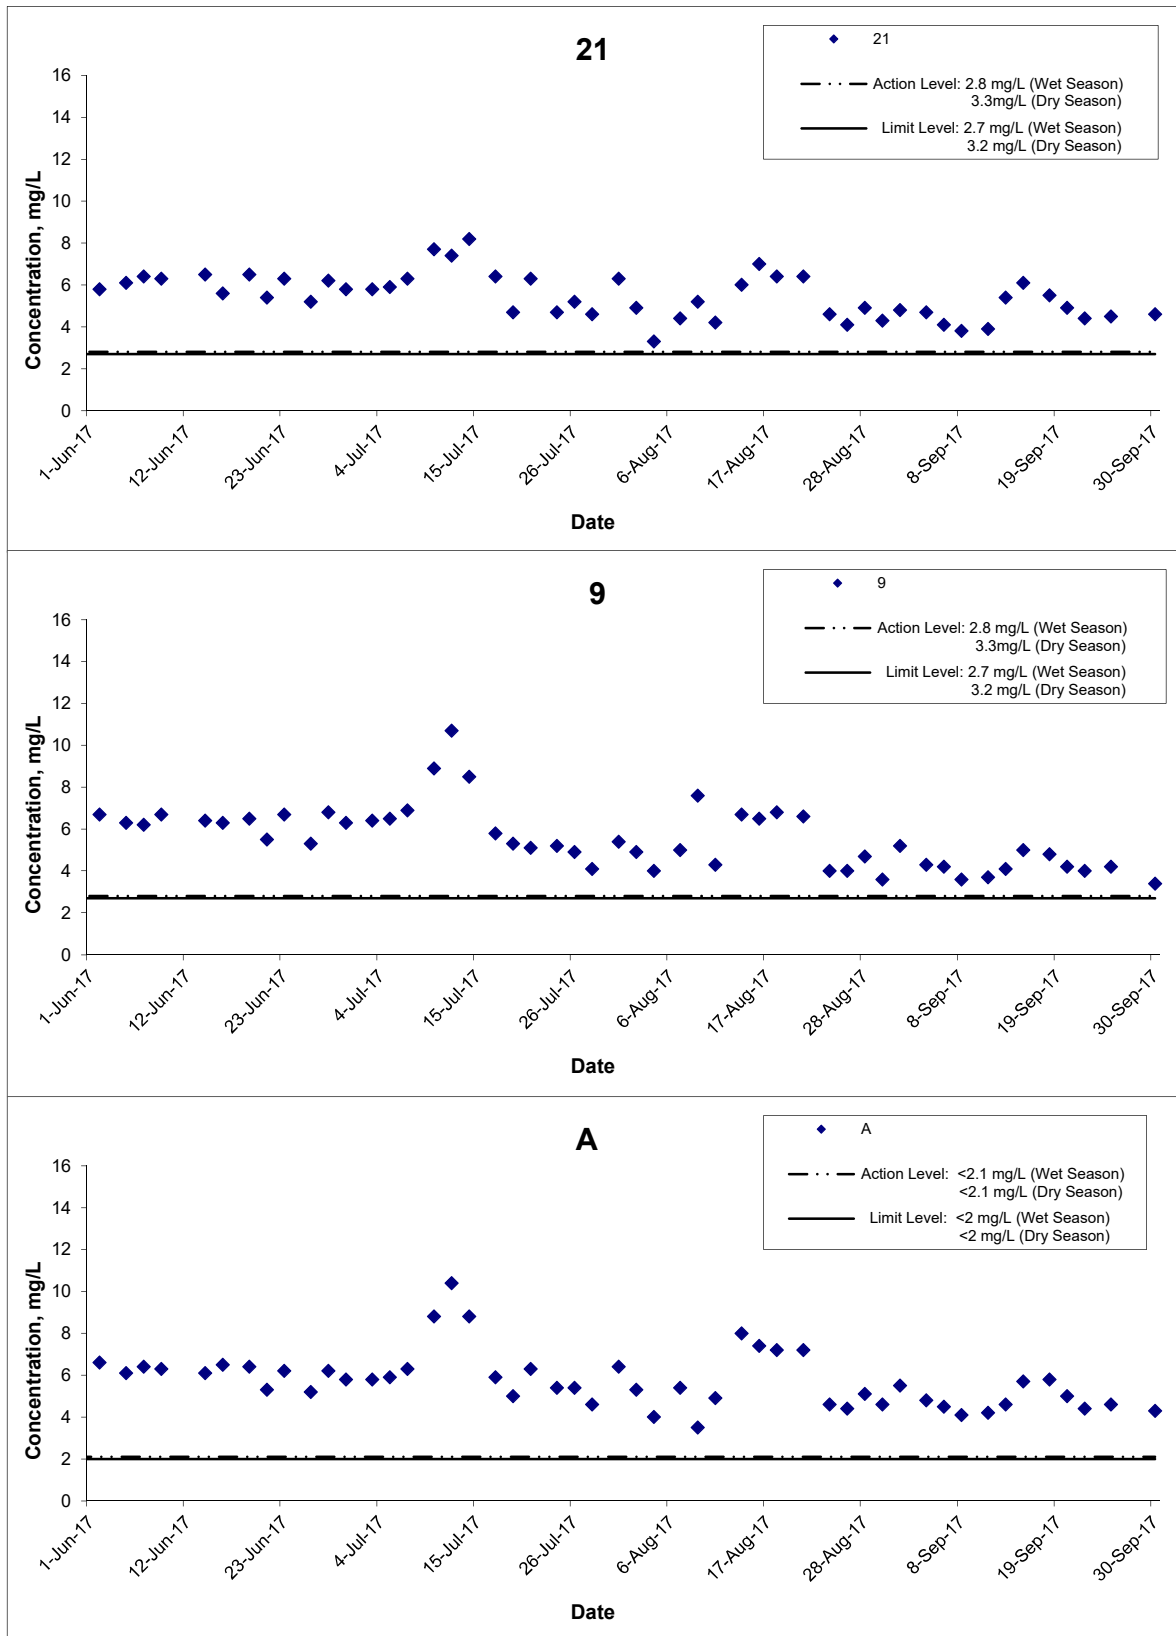 21
21
Action Level: 2.8 mg/L (Wet Season)
3.3mg/L (Dry Season)
Limit Level: 2.7 mg/L (Wet Season)
3.2 mg/L (Dry Season)
Concentration, mg/L
16
14
12
10
8
6
4
2
0
1-Jun-17
12-Jun-17
23-Jun-17
4-Jul-17
15-Jul-17
26-Jul-17
6-Aug-17
17-Aug-17
28-Aug-17
8-Sep-17
19-Sep-17
30-Sep-17
Date
9
9
Action Level: 2.8 mg/L (Wet Season)
3.3mg/L (Dry Season)
Limit Level: 2.7 mg/L (Wet Season)
3.2 mg/L (Dry Season)
Concentration, mg/L
16
14
12
10
8
6
4
2
0
1-Jun-17
12-Jun-17
23-Jun-17
4-Jul-17
15-Jul-17
26-Jul-17
6-Aug-17
17-Aug-17
28-Aug-17
8-Sep-17
19-Sep-17
30-Sep-17
Date
A
A
Action Level: <2.1 mg/L (Wet Season)
<2.1 mg/L (Dry Season)
Limit Level: <2 mg/L (Wet Season)
<2 mg/L (Dry Season)
Concentration, mg/L
16
14
12
10
8
6
4
2
0
1-Jun-17
12-Jun-17
23-Jun-17
4-Jul-17
15-Jul-17
26-Jul-17
6-Aug-17
17-Aug-17
28-Aug-17
8-Sep-17
19-Sep-17
30-Sep-17
Date